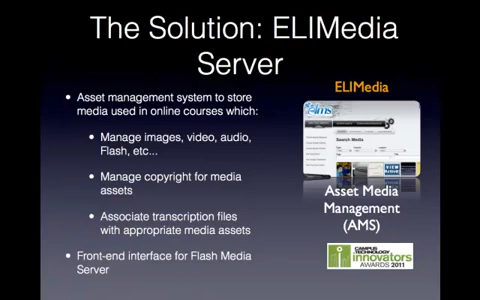 The Solution: ELIMedia
Server
• Asset management system to store
media used in online courses which:
• Manage images, video, audio,
Flash, etc...
• Manage copyright for media
assets
• Associate transcription files
with appropriate media assets
• Front-end interface for Flash Media
Server
ELIMedia
Search Media
Asset Media
Management
(AMS)
CAMPUS
TECHNOLOGY
innovators
AWARDS 2011